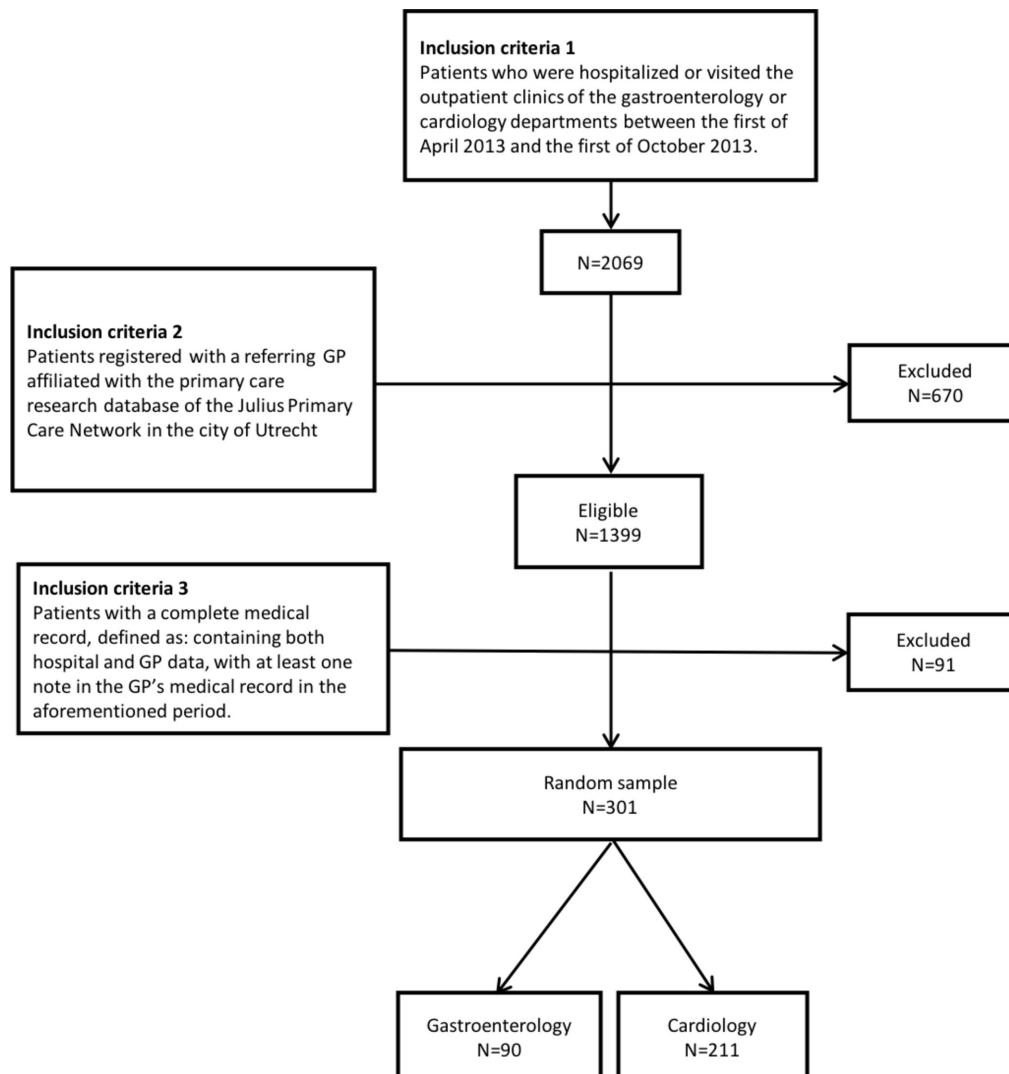 Inclusion criteria 1
Patients who were hospitalized or visited the
outpatient clinics of the gastroenterology or
cardiology departments between the first of
April 2013 and the first of October 2013.
N=2069
Inclusion criteria 2
Patients registered with a referring GP
affiliated with the primary care
research database of the Julius Primary
Care Network in the city of Utrecht
Excluded
N=670
Eligible
N=1399
Inclusion criteria 3
Patients with a complete medical
record, defined as: containing both
hospital and GP data, with at least one
note in the GP’s medical record in the
aforementioned period.
Excluded
N=91
Random sample
N=301
Gastroenterology
N=90
Cardiology
N=211